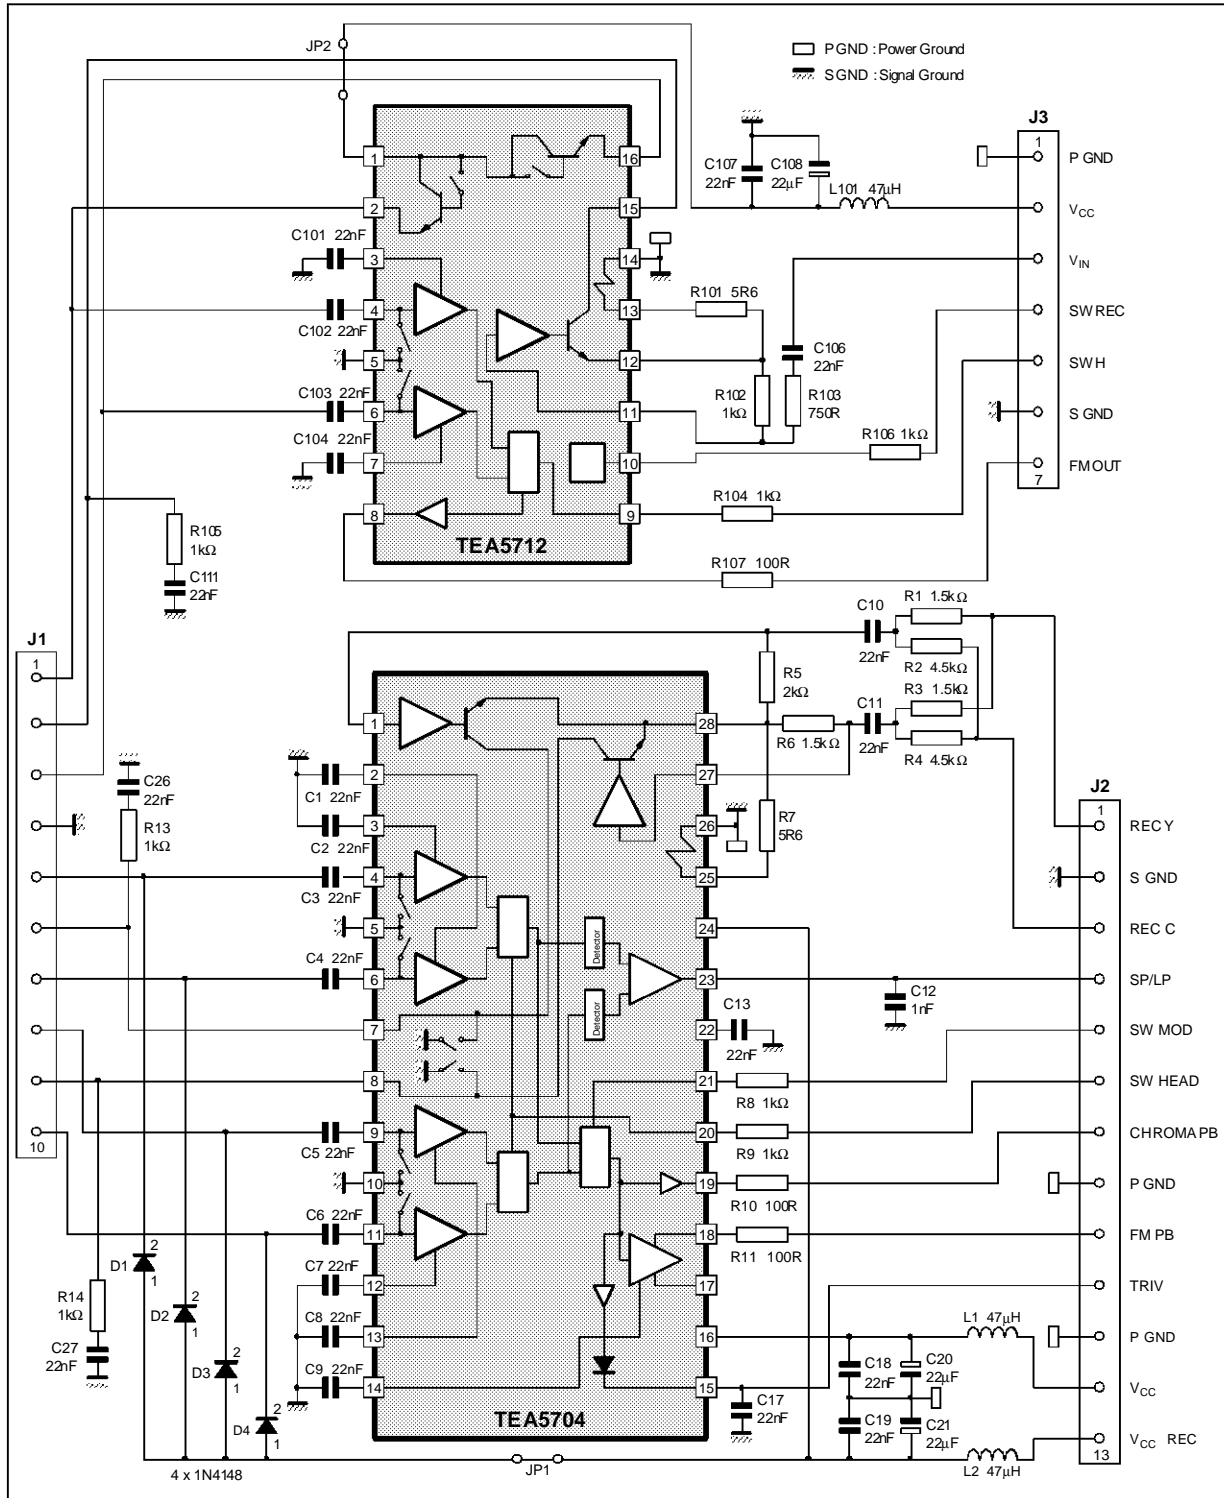 JP2
PGND : Power Ground
SGND : Signal Ground
J3
1
P GND
VCC
VIN
SW REC
SW H
S GND
FM OUT
7
C107
22nF
C108
22µF
L101 47µH
1
2
3
4
5
6
7
8
16
15
14
13
12
11
10
9
TEA5712
C101 22nF
C102 22nF
C103 22nF
C104 22nF
R101 5R6
C106
22nF
R102
1kΩ
R103
750R
R106 1kΩ
R104 1kΩ
R107 100R
R105
1kΩ
C111
22nF
J1
1
10
C10
22nF
R1 1.5kΩ
R2 4.5kΩ
R3 1.5kΩ
R4 4.5kΩ
R5
2kΩ
C11
22nF
R6 1.5kΩ
R7
5R6
C26
22nF
R13
1kΩ
C1 22nF
C2 22nF
C3 22nF
C4 22nF
C5 22nF
C6 22nF
C7 22nF
C8 22nF
C9 22nF
1
2
3
4
5
6
7
8
9
10
11
12
13
14
28
27
26
25
24
23
22
21
20
19
18
17
16
15
Detector
Detector
TEA5704
J2
1
REC Y
S GND
REC C
SP/LP
SW MOD
SW HEAD
CHROMA PB
P GND
FM PB
TRIV
P GND
VCC
VCC REC
13
C12
1nF
C13
22nF
R8 1kΩ
R9 1kΩ
R10 100R
R11 100R
L1 47µH
C18
22nF
C20
22µF
C19
22nF
C21
22µF
C17
22nF
L2 47µH
D1
2
1
D2
2
1
D3
2
1
D4
2
1
R14
1kΩ
C27
22nF
4 x 1N4148
JP1